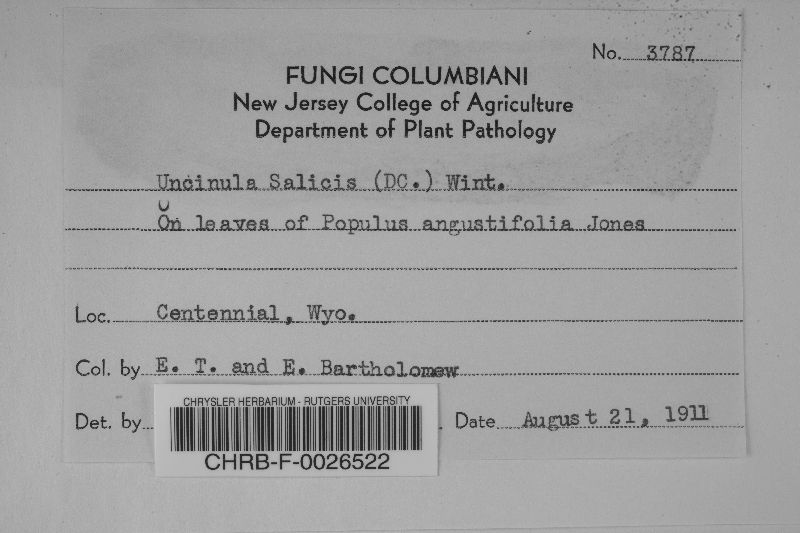 No. 3787
FUNGI COLUMBIANI
New Jersey College of Agriculture
Department of Plant Pathology
Uncinula Salicis (DC.) Wint.
On leaves of Populus angustifolia Jones
Loc. Centennial, Wyo.
Col. by E. T. and E. Bartholomew
Det. by
Date August 21, 1911
CHRYSLER HERBARIUM - RUTGERS UNIVERSITY
CHRB-F-0026522